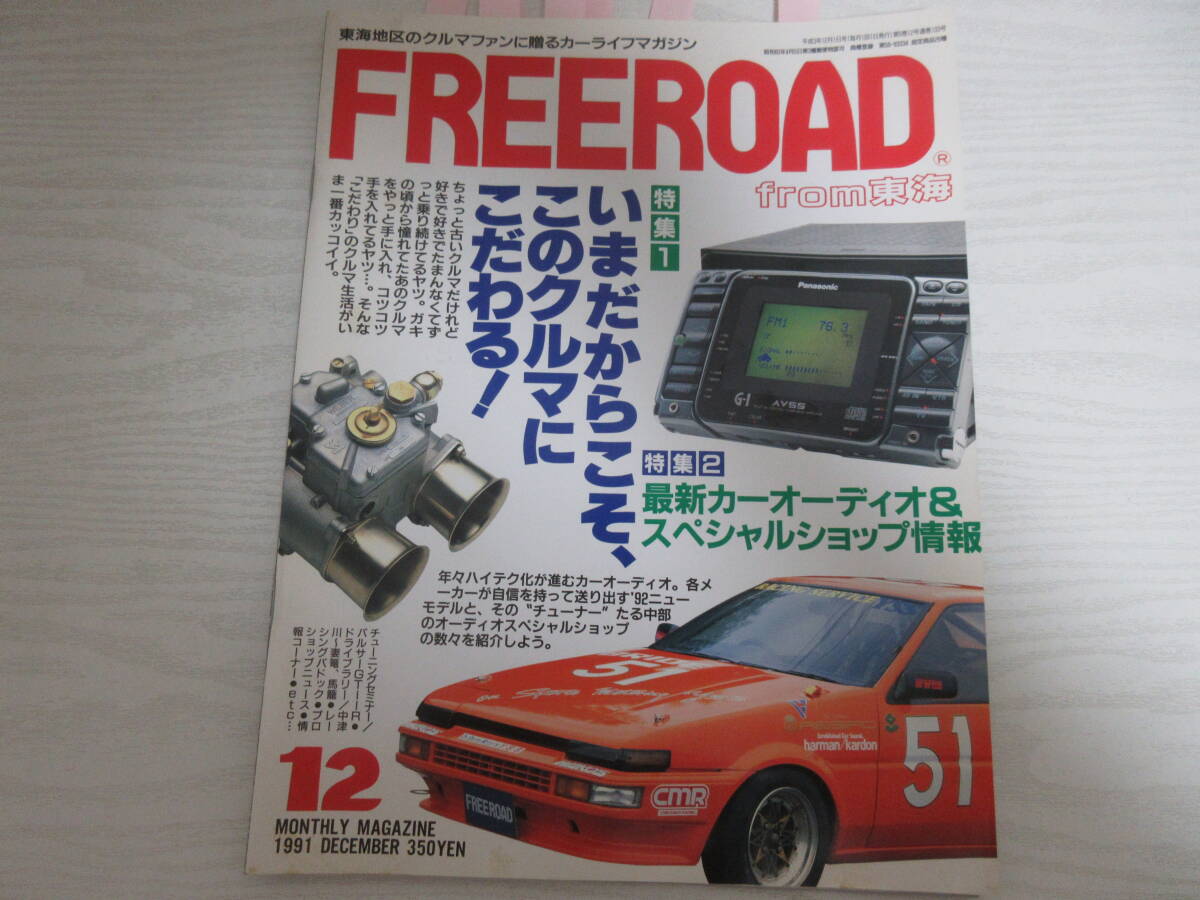 東海地区のクルマファンに贈るカーライフマガジン
FREEROAD®
from東海
特集1
いまだからこそ、
このクルマに
こだわる!
ちょっと古いクルマだけれど
好きで好きでたまんなくてず
っと乗り続けてるヤツ。ガキ
の頃から憧れてたあのクルマ
をやっと手に入れ、コツコツ
手を入れてるヤツ…。そんな
「こだわり」のクルマ生活がい
ま一番カッコイイ。
Panasonic
FM1 76.3
G-1
AVSS
特集2
最新カーオーディオ&
スペシャルショップ情報
年々ハイテク化が進むカーオーディオ。各メ
ーカーが自信を持って送り出す'92ニュー
モデルと、その“チューナー”たる中部
のオーディオスペシャルショップ
の数々を紹介しよう。
チューニングセミナー/
パルサーGTI-R●
ドライブラリー/中津
川〜妻篭、馬籠●レー
シングパドック●プロ
ショップニュース●情
報コーナー●etc…
RACING SERVICE
51
harman/kardon
51
CMR
FREEROAD
12
MONTHLY MAGAZINE
1991 DECEMBER 350YEN